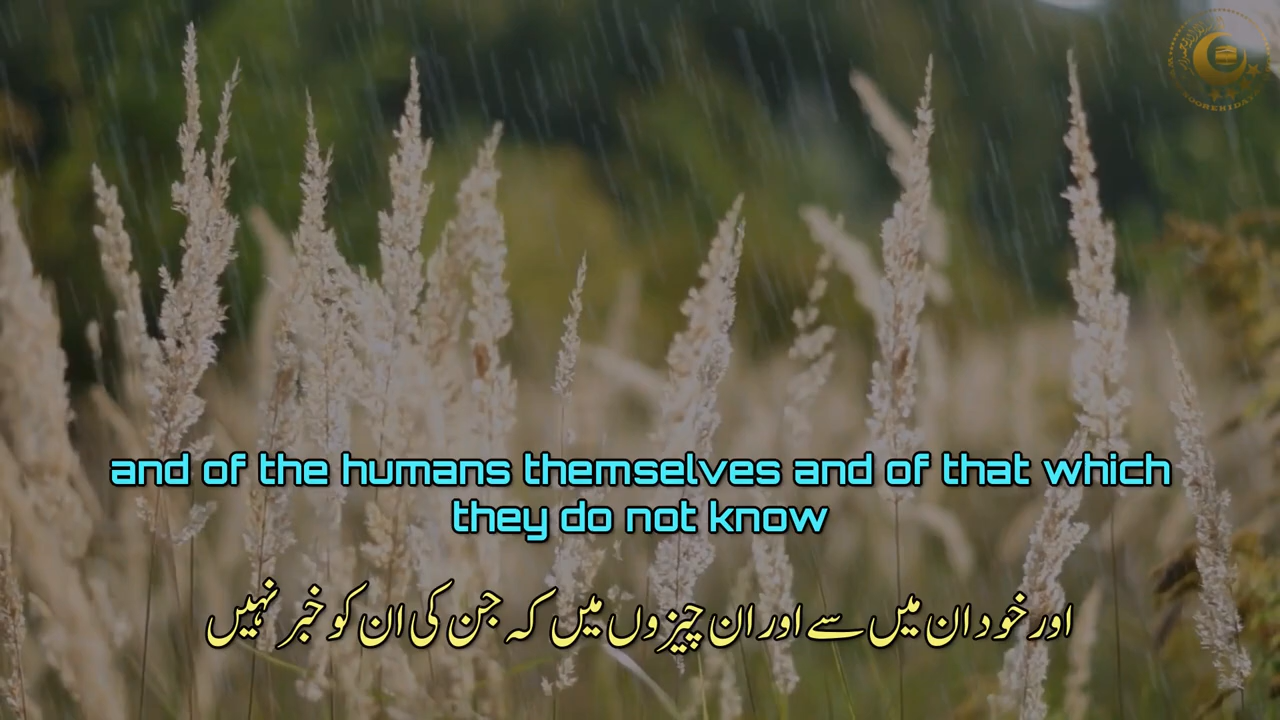 and of the humans themselves and of that which
they do not know
اور خود ان میں سے اور ان چیزوں میں کہ جن کی ان کو خبر نہیں